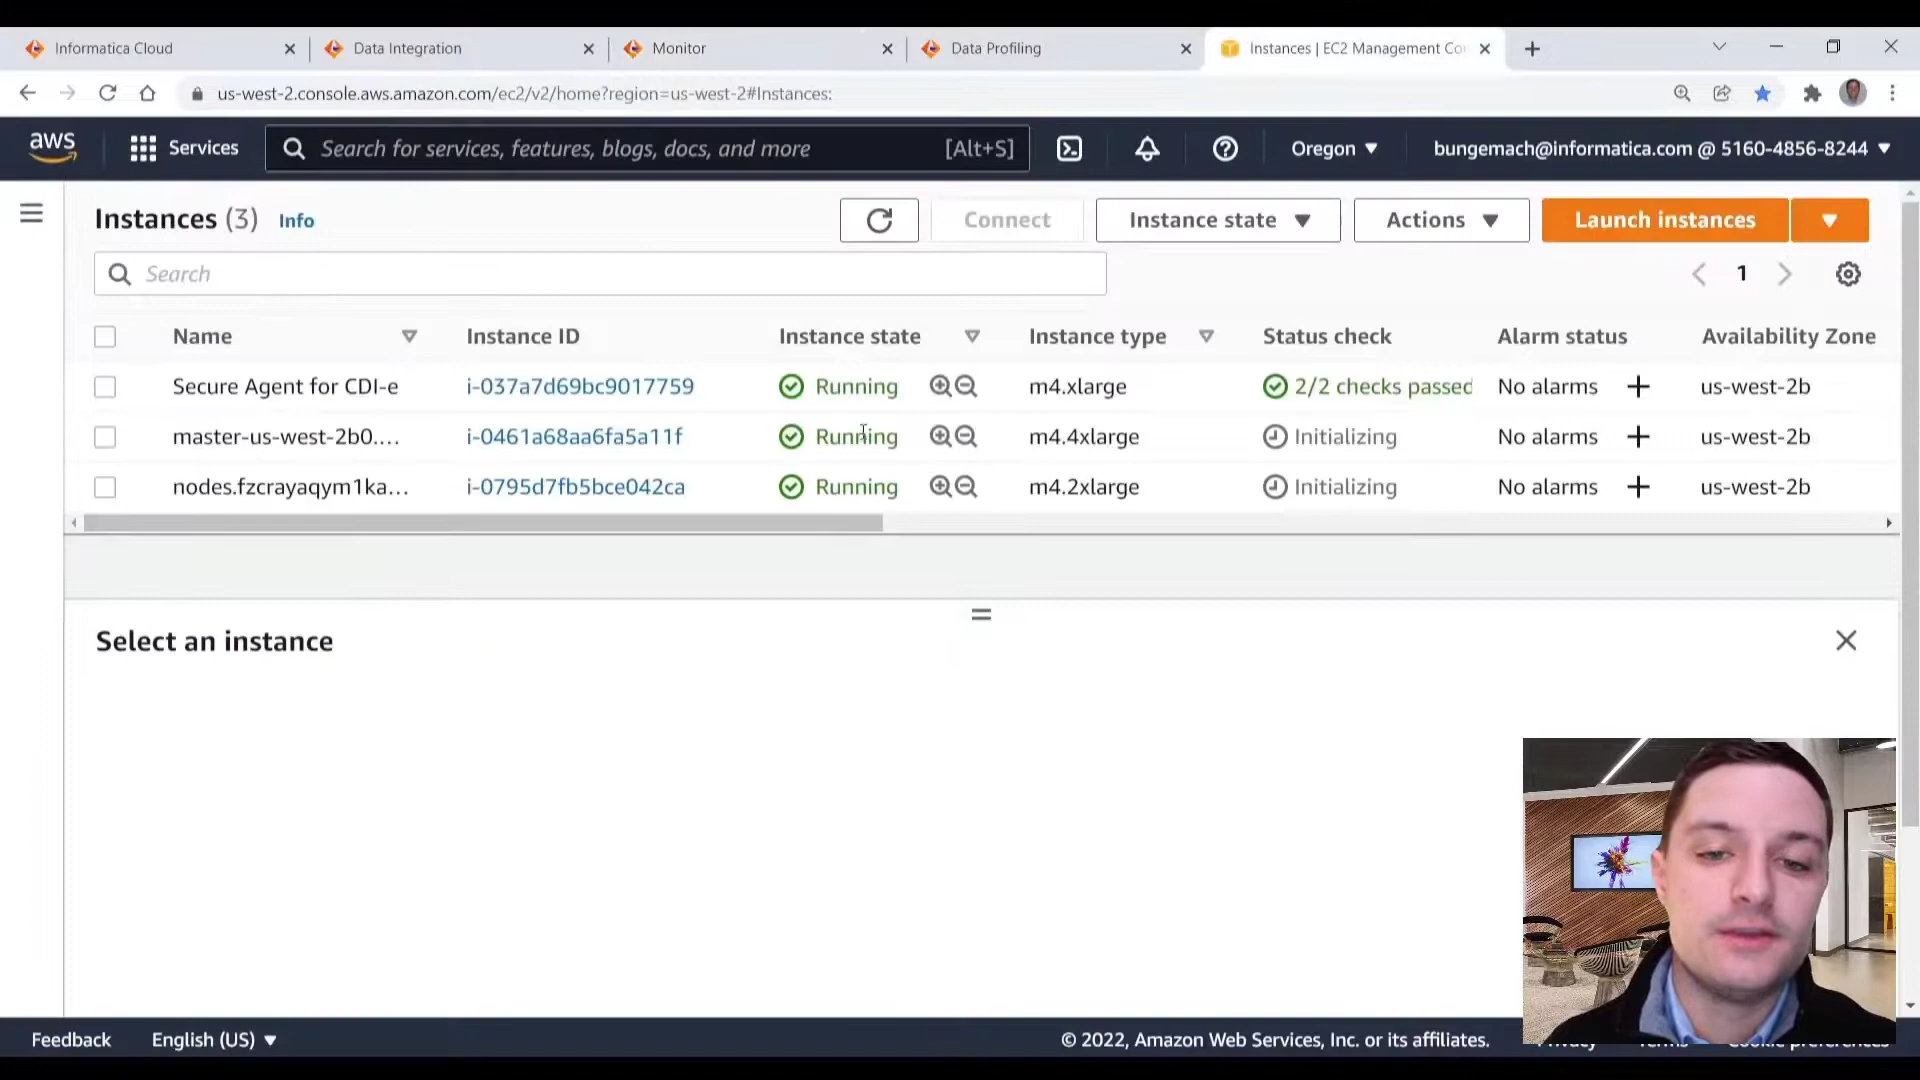 Informatica Cloud
Data Integration
Monitor
Data Profiling
Instances | EC2 Management Co
us-west-2.console.aws.amazon.com/ec2/v2/home?region=us-west-2#Instances:
aws
Services
Search for services, features, blogs, docs, and more
[Alt+S]
Oregon
bungemach@informatica.com @ 5160-4856-8244
Instances (3) Info
Connect
Instance state
Actions
Launch instances
Search
1
Name Instance ID Instance state Instance type Status check Alarm status Availability Zone
Secure Agent for CDI-e i-037a7d69bc9017759 Running m4.xlarge 2/2 checks passed No alarms + us-west-2b
master-us-west-2b0.... i-0461a68aa6fa5a11f Running m4.4xlarge Initializing No alarms + us-west-2b
nodes.fzcrayaqym1ka... i-0795d7fb5bce042ca Running m4.2xlarge Initializing No alarms + us-west-2b
Select an instance
Feedback English (US) © 2022, Amazon Web Services, Inc. or its affiliates. Privacy Terms Cookie preferences